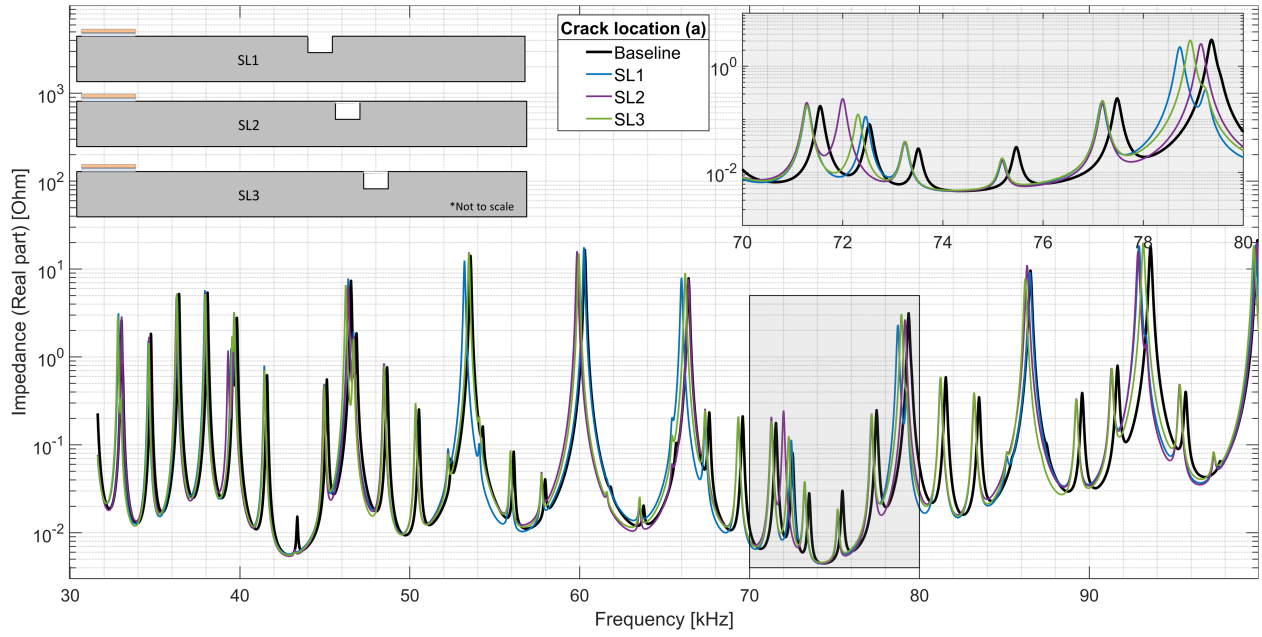 Crack location (a)
Baseline
SL1
SL2
SL3
SL1
SL2
SL3
*Not to scale
10^0
10^-2
70
72
74
76
78
80
10^3
10^2
10^1
10^0
10^-1
10^-2
Impedance (Real part) [Ohm]
30
40
50
60
70
80
90
Frequency [kHz]